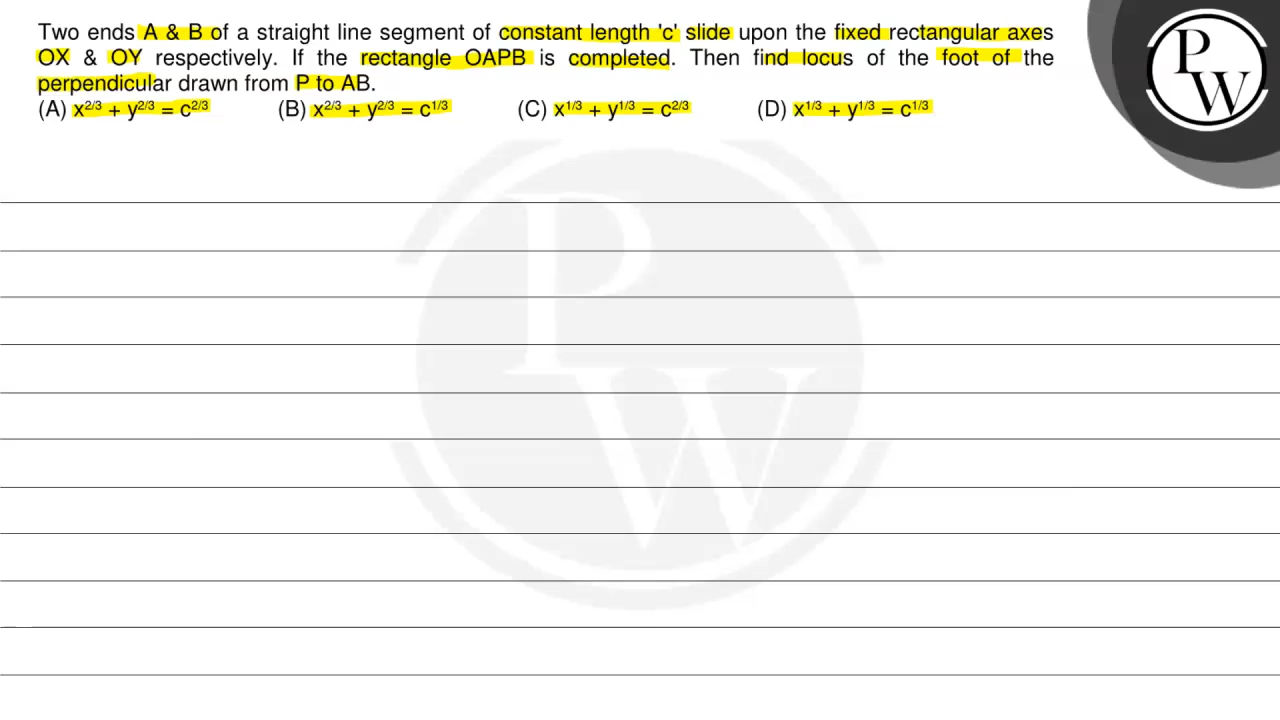 Two ends A & B of a straight line segment of constant length 'c' slide upon the fixed rectangular axes
OX & OY respectively. If the rectangle OAPB is completed. Then find locus of the foot of the
perpendicular drawn from P to AB.
(A) x^{2/3} + y^{2/3} = c^{2/3} (B) x^{2/3} + y^{2/3} = c^{1/3} (C) x^{1/3} + y^{1/3} = c^{2/3} (D) x^{1/3} + y^{1/3} = c^{1/3}
P
W
P
W